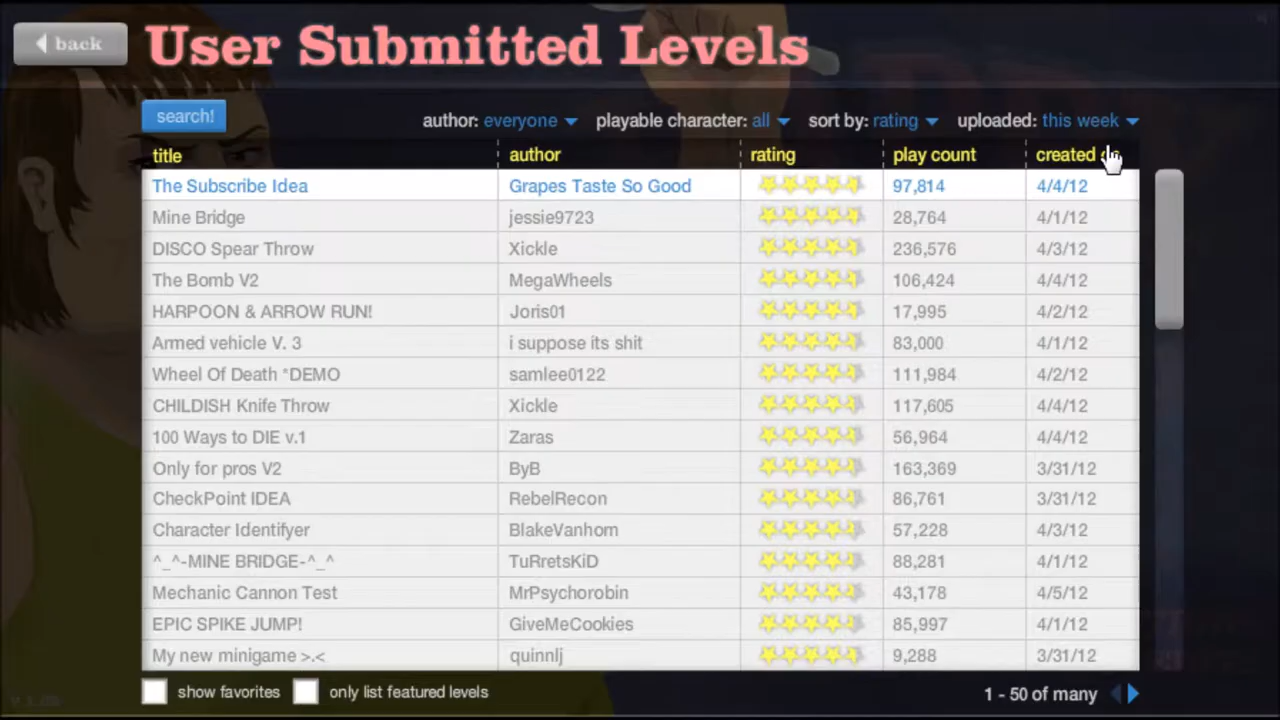 back
User Submitted Levels
search!
author: everyone playable character: all sort by: rating uploaded: this week
title author rating play count created
The Subscribe Idea Grapes Taste So Good 97,814 4/4/12
Mine Bridge jessie9723 28,764 4/1/12
DISCO Spear Throw Xickle 236,576 4/3/12
The Bomb V2 MegaWheels 106,424 4/4/12
HARPOON & ARROW RUN! Joris01 17,995 4/2/12
Armed vehicle V. 3 i suppose its shit 83,000 4/1/12
Wheel Of Death *DEMO samlee0122 111,984 4/2/12
CHILDISH Knife Throw Xickle 117,605 4/4/12
100 Ways to DIE v.1 Zaras 56,964 4/4/12
Only for pros V2 ByB 163,369 3/31/12
CheckPoint IDEA RebelRecon 86,761 3/31/12
Character Identifyer BlakeVanhorn 57,228 4/3/12
^_^-MINE BRIDGE-^_^ TuRretsKiD 88,281 4/1/12
Mechanic Cannon Test MrPsychorobin 43,178 4/5/12
EPIC SPIKE JUMP! GiveMeCookies 85,997 4/1/12
My new minigame >.< quinnlj 9,288 3/31/12
show favorites only list featured levels 1 - 50 of many